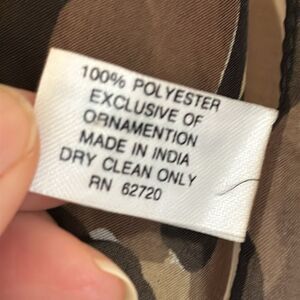 100% POLYESTER
EXCLUSIVE OF
ORNAMENTION
MADE IN INDIA
DRY CLEAN ONLY
RN 62720